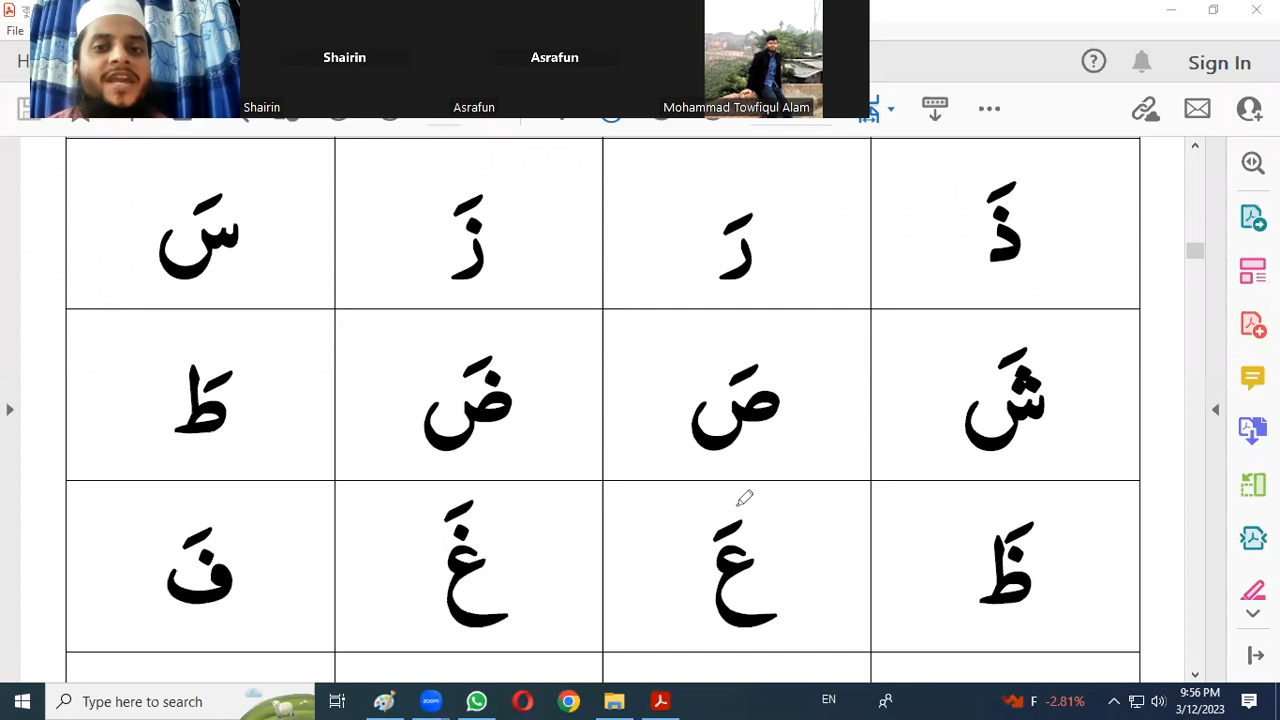 File
Shairin
Asrafun
Shairin
Asrafun
Mohammad Towfiqul Alam
Sign In
ذَ رَ زَ سَ
شَ صَ ضَ طَ
ظَ عَ غَ فَ
Type here to search
zoom
EN
F -2.81%
9:56 PM
3/12/2023